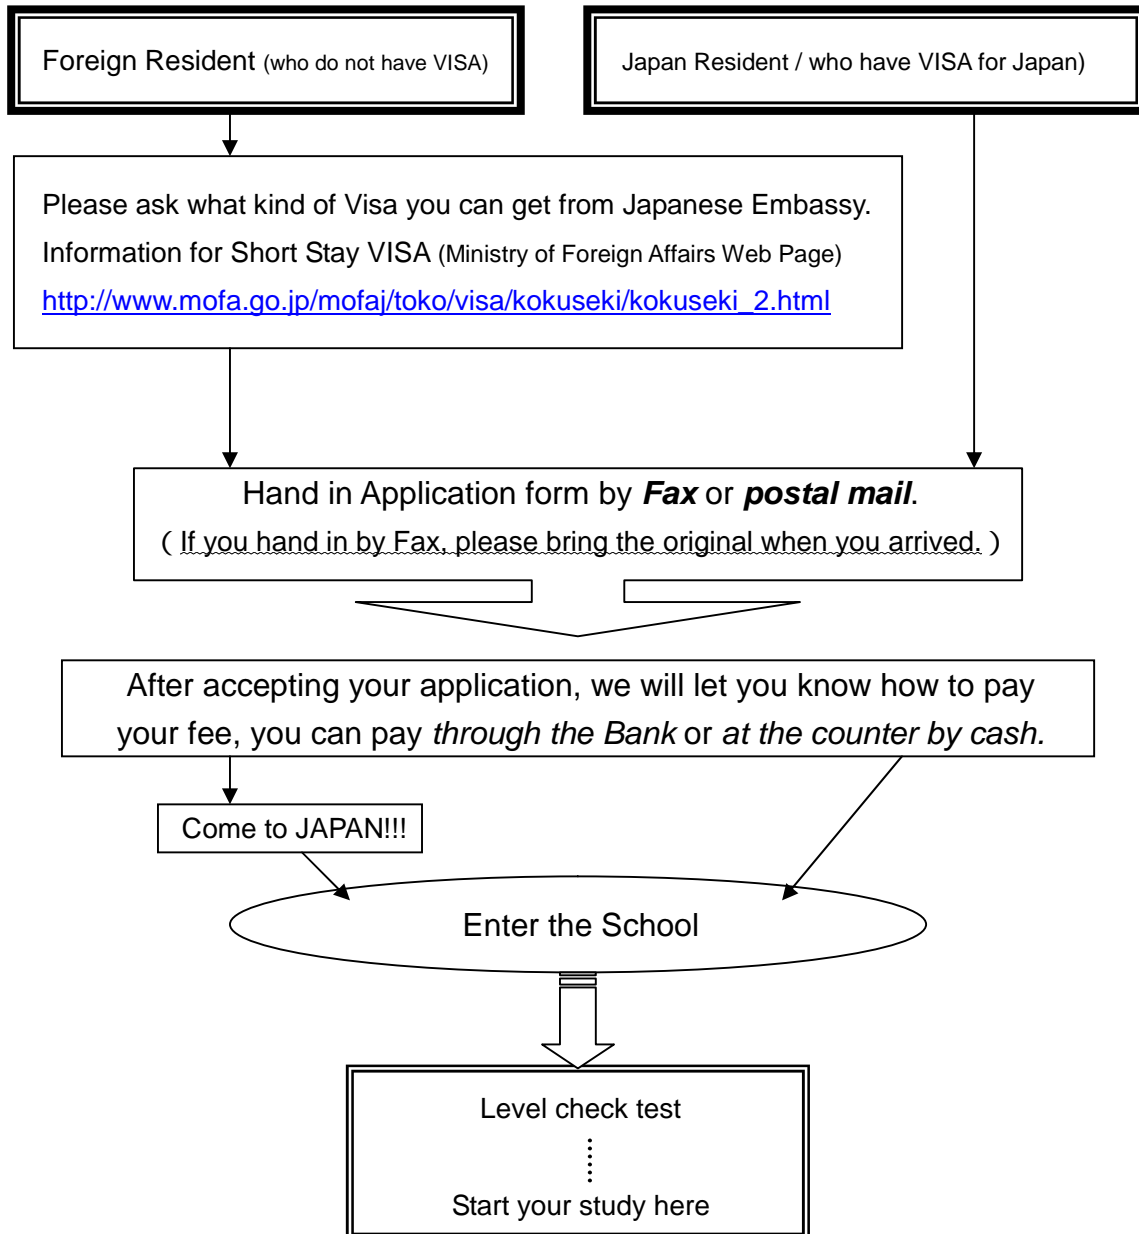 Foreign Resident (who do not have VISA)
Japan Resident / who have VISA for Japan)
Please ask what kind of Visa you can get from Japanese Embassy.
Information for Short Stay VISA (Ministry of Foreign Affairs Web Page)
http://www.mofa.go.jp/mofaj/toko/visa/kokuseki/kokuseki_2.html
Hand in Application form by Fax or postal mail.
( If you hand in by Fax, please bring the original when you arrived. )
After accepting your application, we will let you know how to pay
your fee, you can pay through the Bank or at the counter by cash.
Come to JAPAN!!!
Enter the School
Level check test
Start your study here